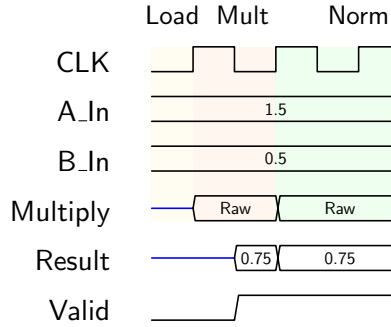 Load Mult Norm
CLK
A_In 1.5
B_In 0.5
Multiply Raw Raw
Result 0.75 0.75
Valid